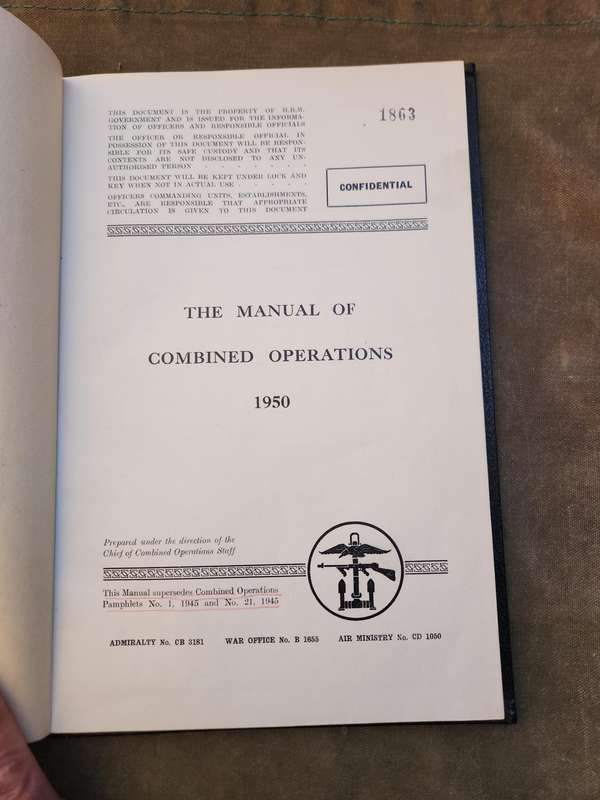 THIS DOCUMENT IS THE PROPERTY OF H.B.M.
GOVERNMENT AND IS ISSUED FOR THE INFORMA-
TION OF OFFICERS AND RESPONSIBLE OFFICIALS
THE OFFICER OR RESPONSIBLE OFFICIAL IN
POSSESSION OF THIS DOCUMENT WILL BE RESPON-
SIBLE FOR ITS SAFE CUSTODY AND THAT ITS
CONTENTS ARE NOT DISCLOSED TO ANY UN-
AUTHORISED PERSON - - - - - -
THIS DOCUMENT WILL BE KEPT UNDER LOCK AND
KEY WHEN NOT IN ACTUAL USE - - - - -
OFFICERS COMMANDING UNITS, ESTABLISHMENTS,
ETC., ARE RESPONSIBLE THAT APPROPRIATE
CIRCULATION IS GIVEN TO THIS DOCUMENT
1863
CONFIDENTIAL
THE MANUAL OF
COMBINED OPERATIONS
1950
Prepared under the direction of the
Chief of Combined Operations Staff
This Manual supersedes Combined Operations
Pamphlets No. 1, 1945 and No. 21, 1945
ADMIRALTY No. CB 3181 WAR OFFICE No. B 1655 AIR MINISTRY No. CD 1050